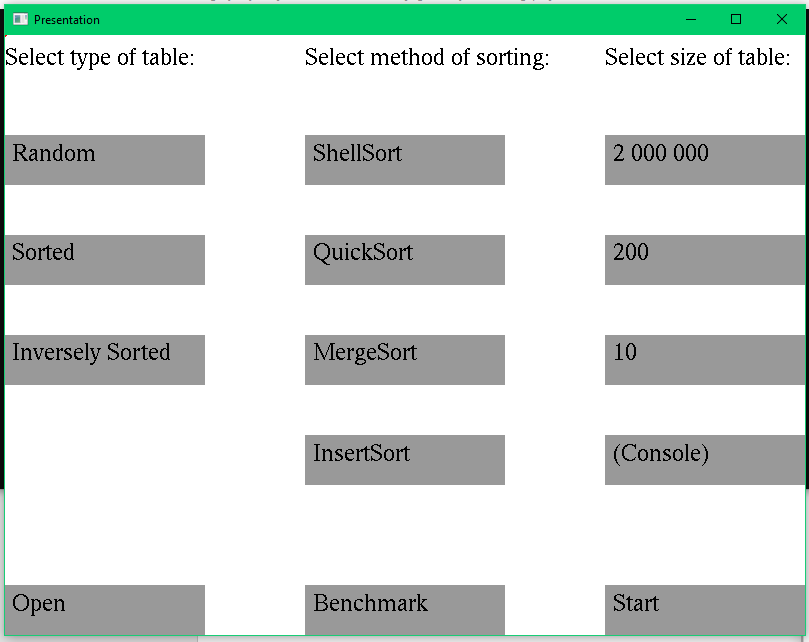 Presentation
Select type of table: Select method of sorting: Select size of table:
Random ShellSort 2 000 000
Sorted QuickSort 200
Inversely Sorted MergeSort 10
InsertSort (Console)
Open Benchmark Start